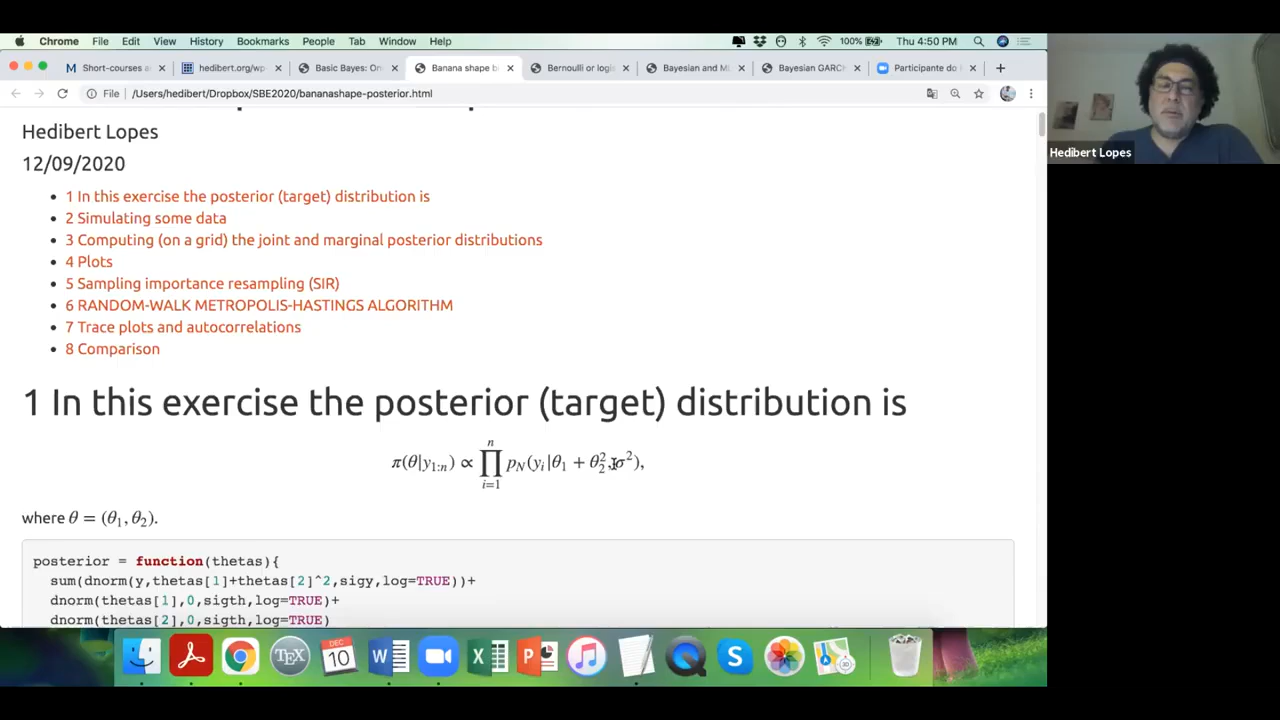 Chrome File Edit View History Bookmarks People Tab Window Help 100% Thu 4:50 PM
Short-courses a Hedibert.org/wp- Basic Bayes: On Banana shape b Bernoulli or logi Bayesian and M Bayesian GARC Participante do
File /Users/hedibert/Dropbox/SBE2020/bananashape-posterior.html
Hedibert Lopes
Hedibert Lopes
12/09/2020
• 1 In this exercise the posterior (target) distribution is
• 2 Simulating some data
• 3 Computing (on a grid) the joint and marginal posterior distributions
• 4 Plots
• 5 Sampling importance resampling (SIR)
• 6 RANDOM-WALK METROPOLIS-HASTINGS ALGORITHM
• 7 Trace plots and autocorrelations
• 8 Comparison
1 In this exercise the posterior (target) distribution is
π(θ|y₁:ₙ) ∝ ∏ᵢ₌₁ⁿ p_N(yᵢ|θ₁ + θ₂², σ²),
where θ = (θ₁, θ₂).
posterior = function(thetas){
sum(dnorm(y,thetas[1]+thetas[2]^2,sigy,log=TRUE))+
dnorm(thetas[1],0,sigth,log=TRUE)+
dnorm(thetas[2],0,sigth,log=TRUE)
TEX DEC 10 W X P S